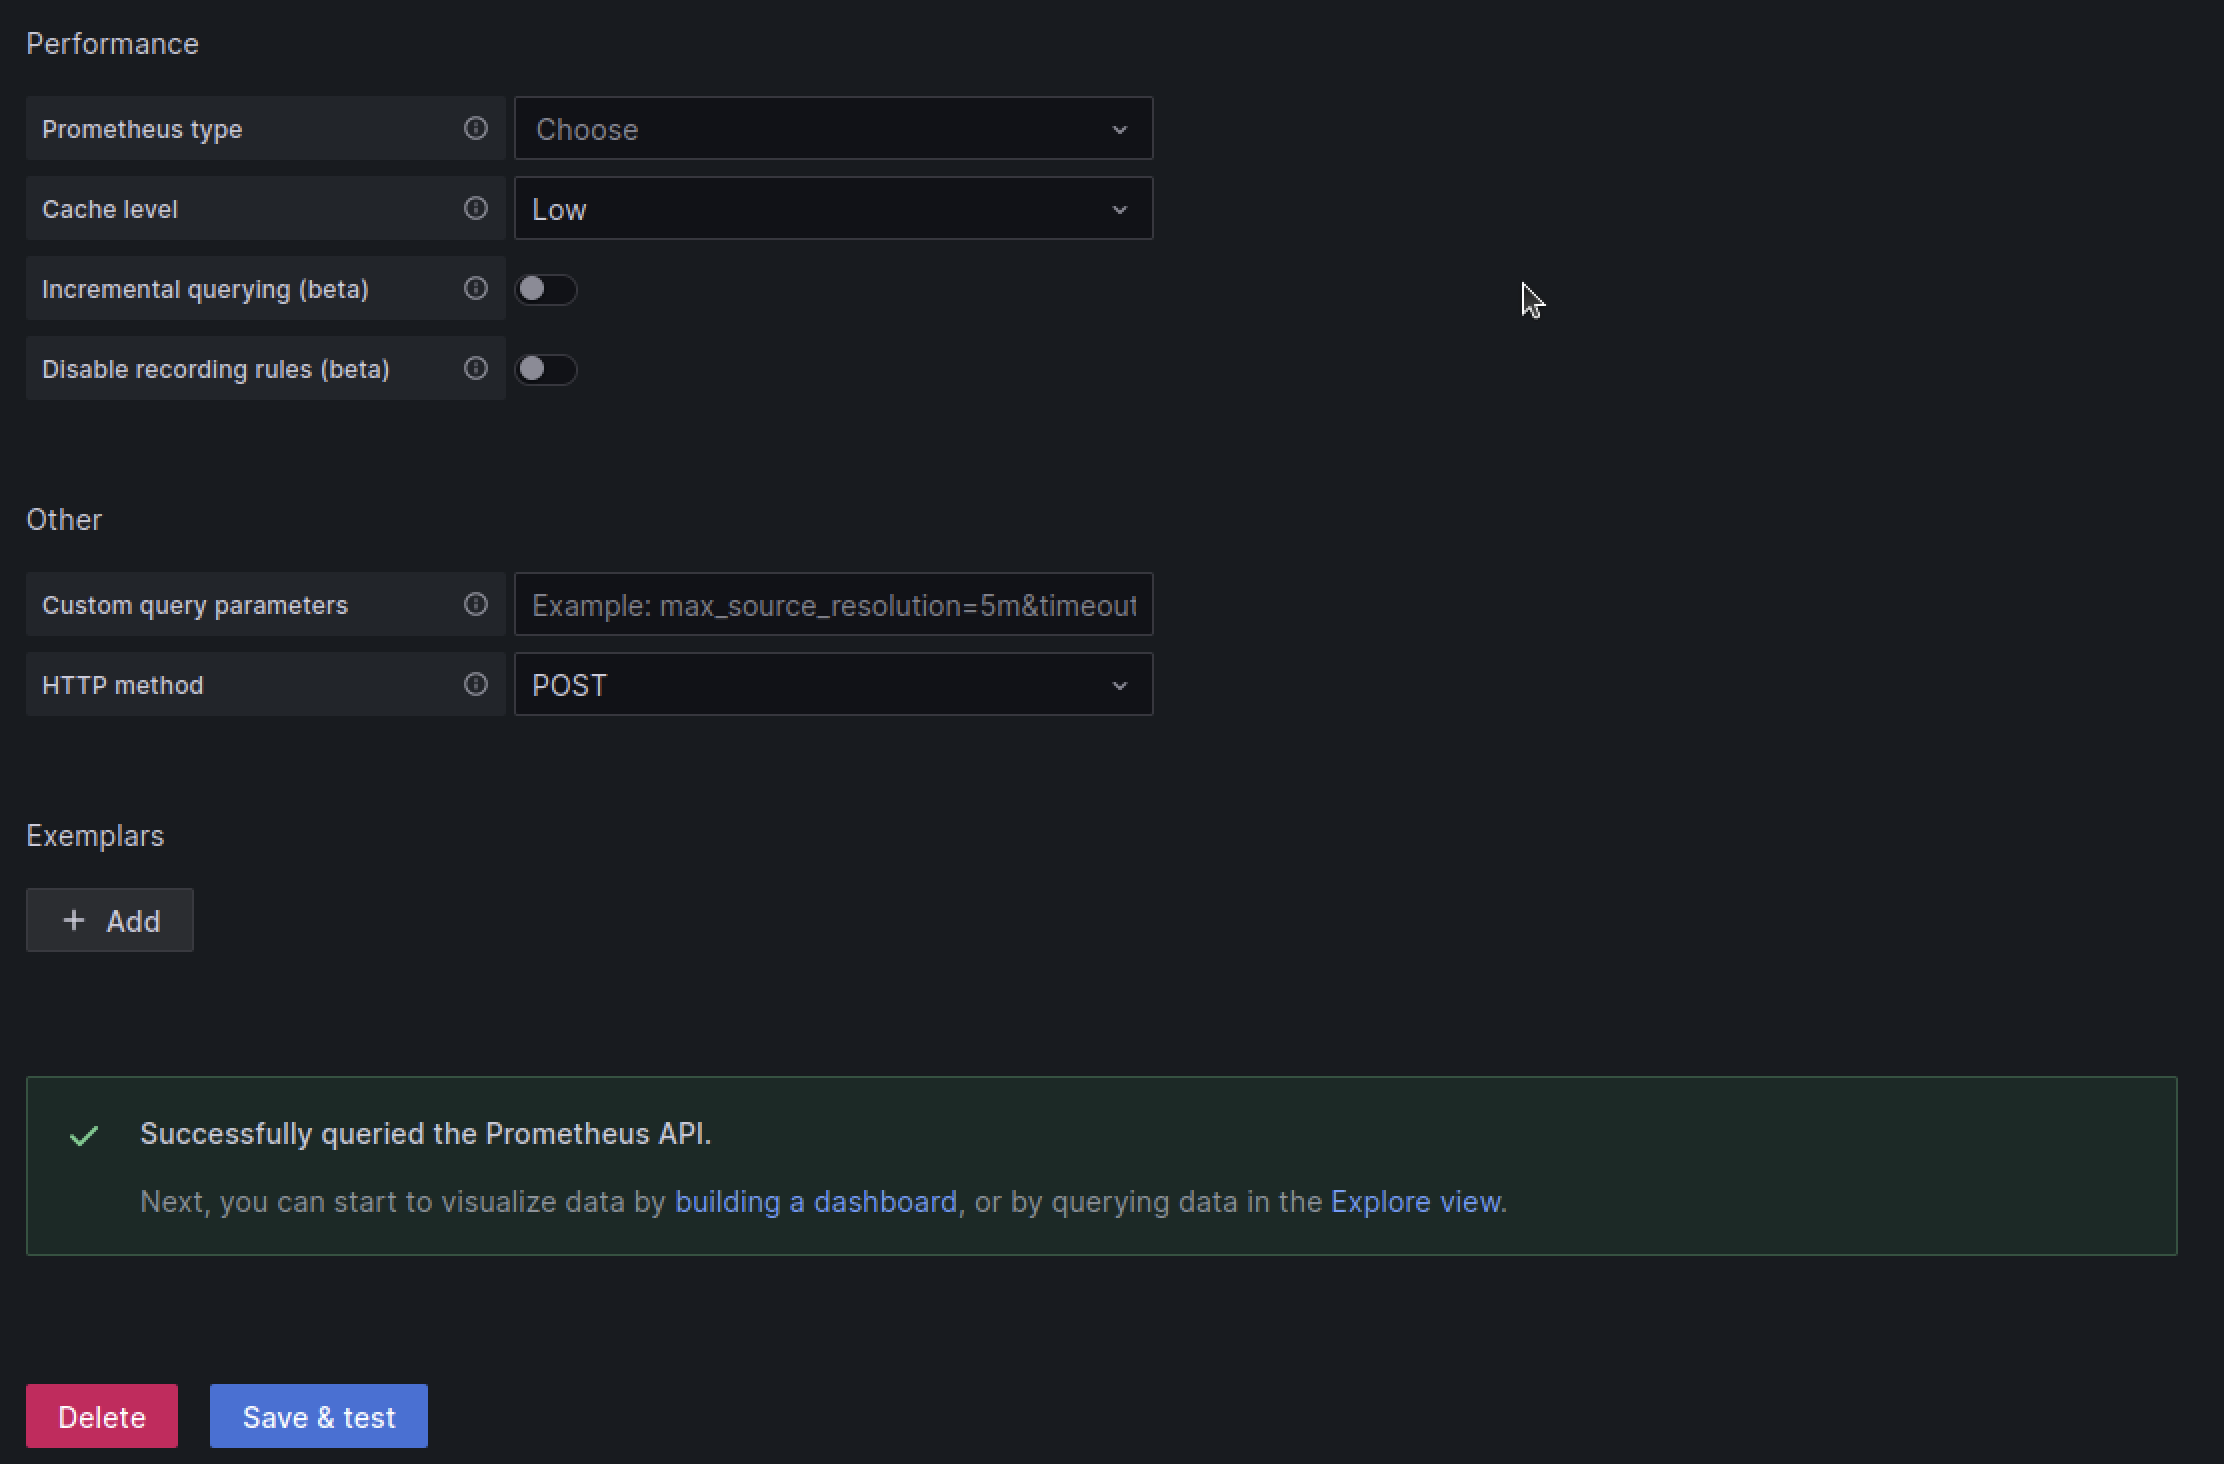 Performance
Prometheus type
Choose
Cache level
Low
Incremental querying (beta)
Disable recording rules (beta)
Other
Custom query parameters
Example: max_source_resolution=5m&timeout
HTTP method
POST
Exemplars
+ Add
Successfully queried the Prometheus API.
Next, you can start to visualize data by building a dashboard, or by querying data in the Explore view.
Delete
Save & test